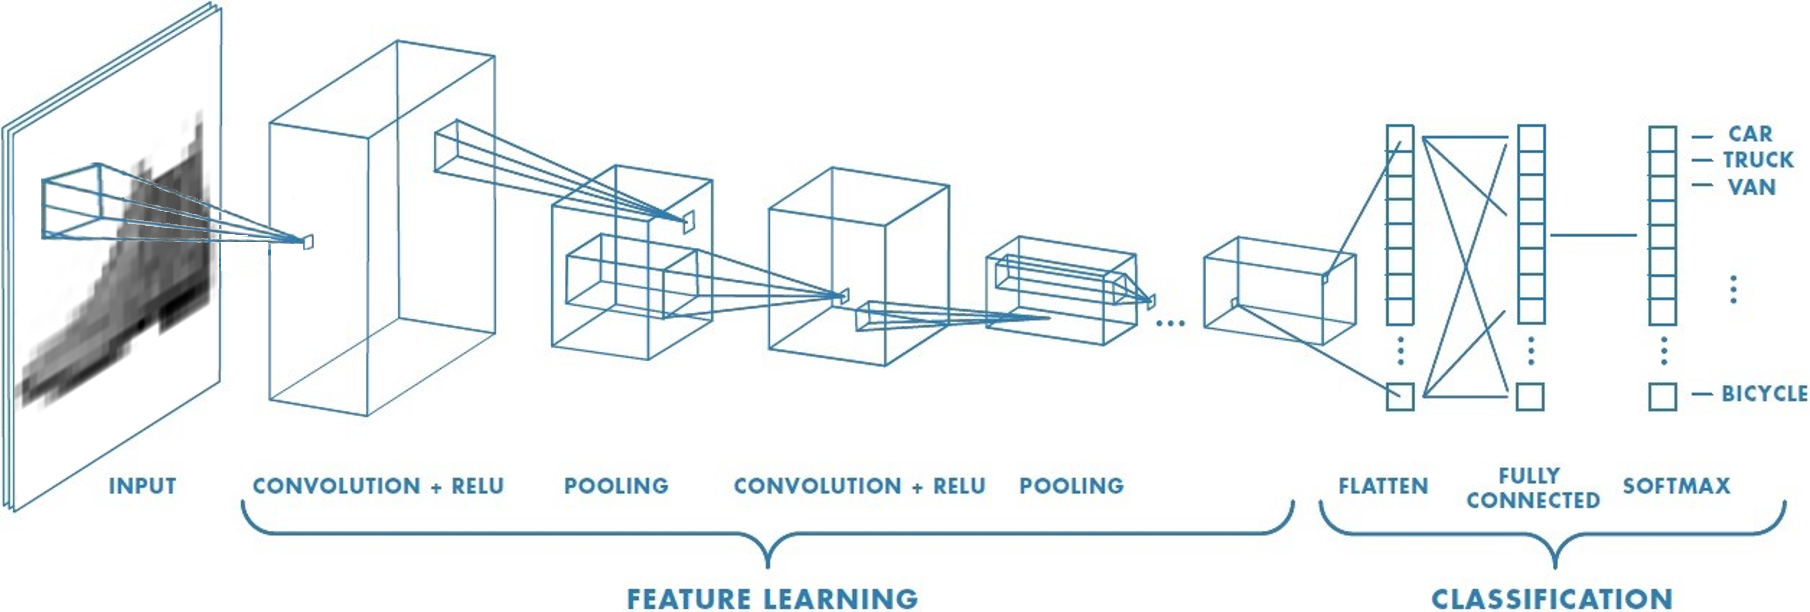 CAR
TRUCK
VAN
BICYCLE
INPUT
CONVOLUTION + RELU
POOLING
CONVOLUTION + RELU
POOLING
FLATTEN
FULLY
CONNECTED
SOFTMAX
FEATURE LEARNING
CLASSIFICATION